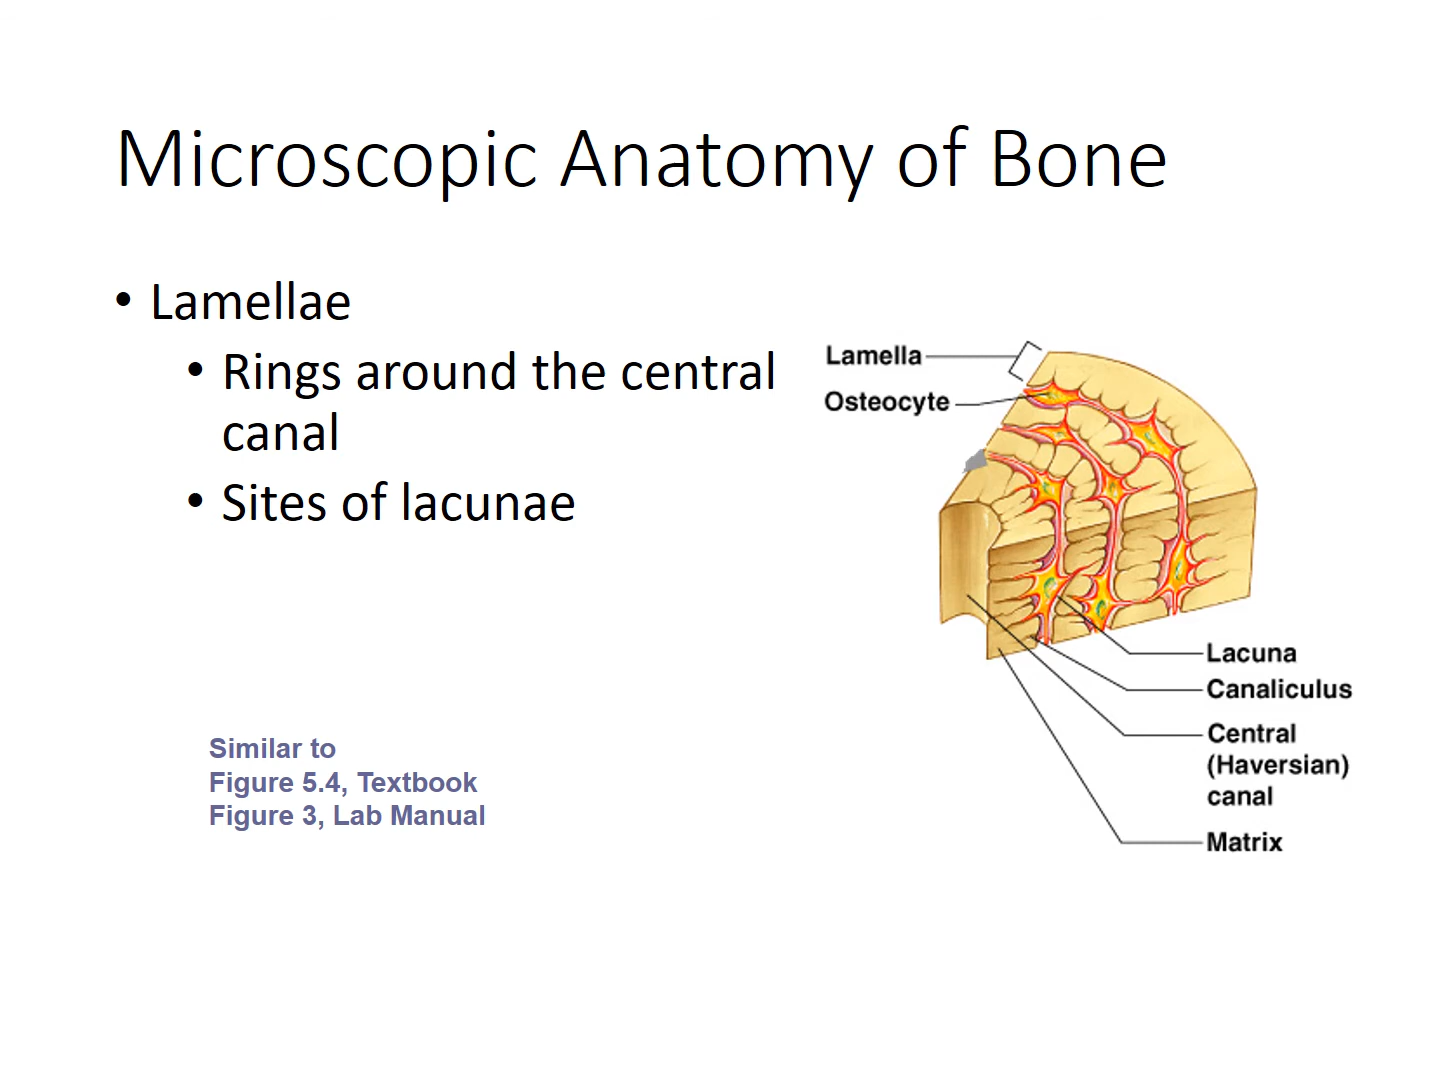 Microscopic Anatomy of Bone
• Lamellae
• Rings around the central
canal
• Sites of lacunae
Similar to
Figure 5.4, Textbook
Figure 3, Lab Manual
Lamella
Osteocyte
Lacuna
Canaliculus
Central
(Haversian)
canal
Matrix